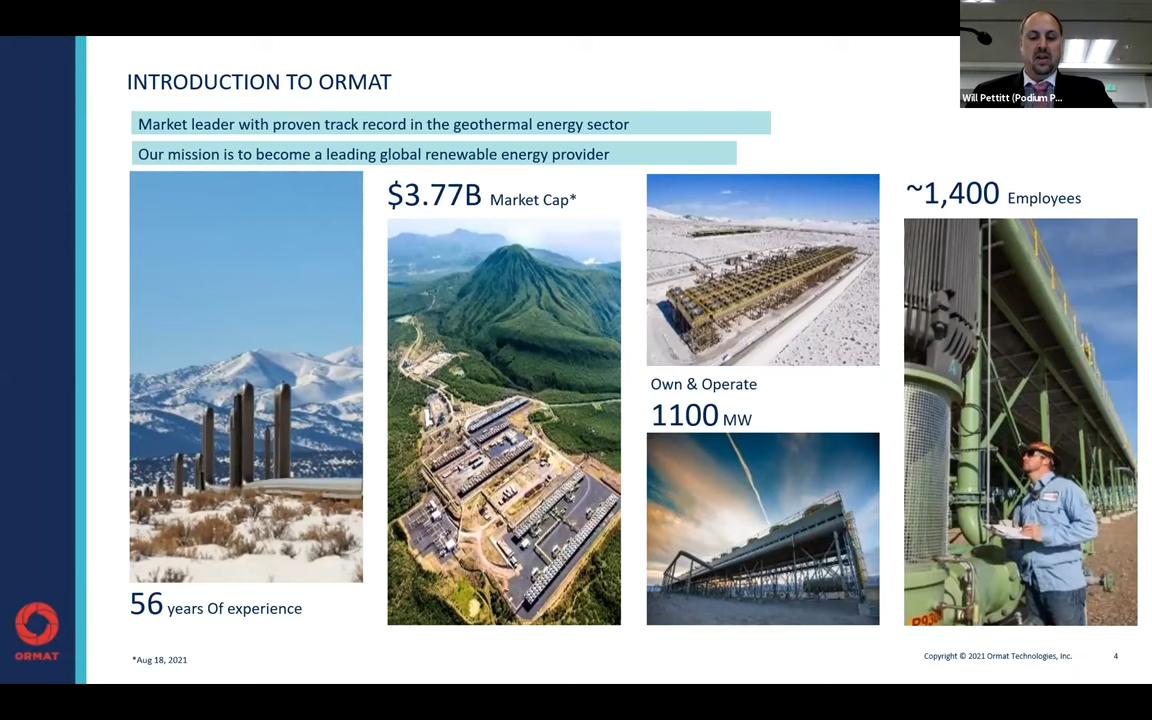 INTRODUCTION TO ORMAT
Market leader with proven track record in the geothermal energy sector
Our mission is to become a leading global renewable energy provider
$3.77B Market Cap*
~1,400 Employees
Own & Operate
1100 MW
56 years Of experience
*Aug 18, 2021
Copyright © 2021 Ormat Technologies, Inc.
4
ORMAT
Will Pettitt (Podium P...